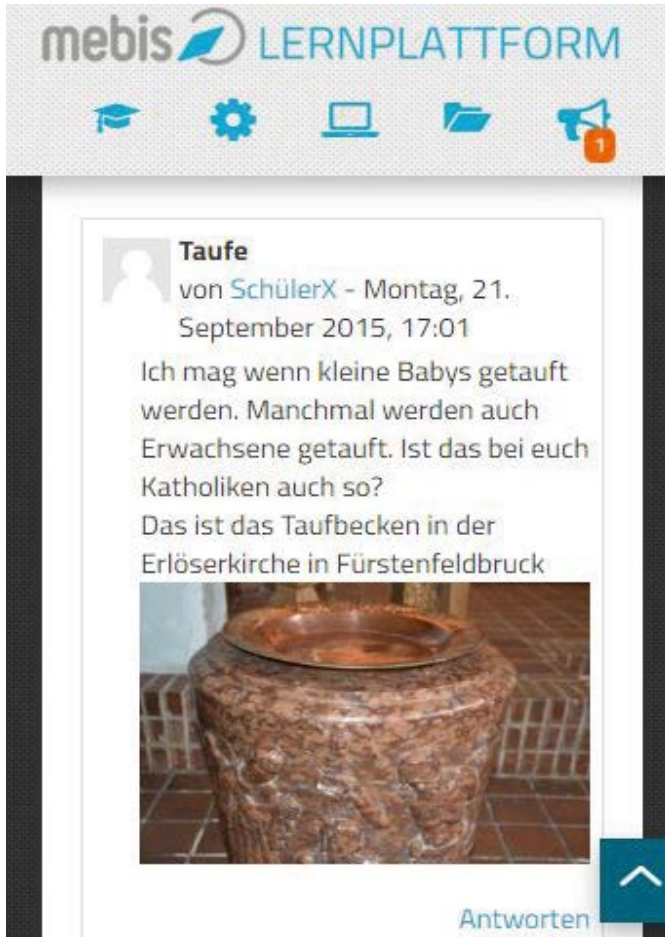 mebis LERNPLATTFORM
1
Taufe
von SchülerX - Montag, 21.
September 2015, 17:01
Ich mag wenn kleine Babys getauft
werden. Manchmal werden auch
Erwachsene getauft. Ist das bei euch
Katholiken auch so?
Das ist das Taufbecken in der
Erlöserkirche in Fürstenfeldbruck
Antworten